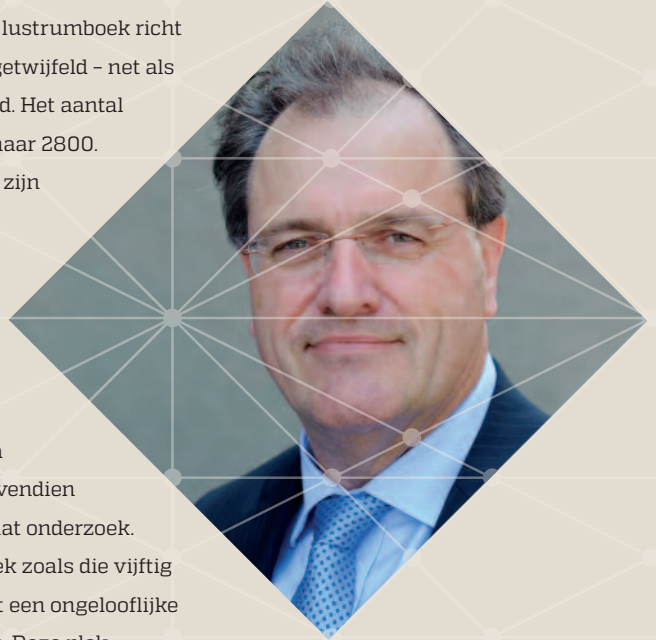 lustrumboek richt
getwijfeld – net als
d. Het aantal
naar 2800.
zijn
vendien
at onderzoek.
ek zoals die vijftig
t een ongelooflijke